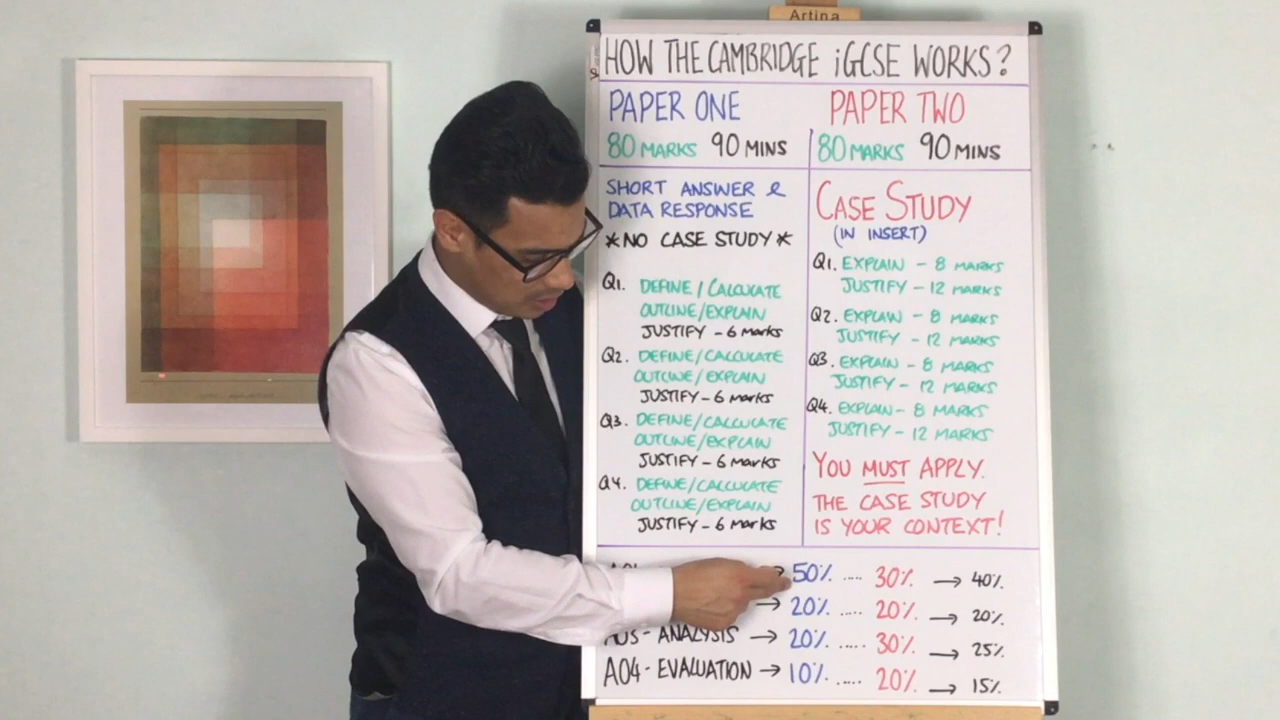 Artina
HOW THE CAMBRIDGE iGCSE WORKS?
PAPER ONE
80 MARKS 90 MINS
SHORT ANSWER &
DATA RESPONSE
*NO CASE STUDY*
Q1. DEFINE / CALCULATE
OUTLINE/EXPLAIN
JUSTIFY - 6 marks
Q2. DEFINE/CALCULATE
OUTLINE/EXPLAIN
JUSTIFY - 6 marks
Q3. DEFINE/CALCULATE
OUTLINE/EXPLAIN
JUSTIFY - 6 marks
Q4. DEFINE/CALCULATE
OUTLINE/EXPLAIN
JUSTIFY - 6 marks
PAPER TWO
80 MARKS 90 MINS
CASE STUDY
(IN INSERT)
Q1. EXPLAIN - 8 MARKS
JUSTIFY - 12 MARKS
Q2. EXPLAIN - 8 MARKS
JUSTIFY - 12 MARKS
Q3. EXPLAIN - 8 MARKS
JUSTIFY - 12 MARKS
Q4. EXPLAIN - 8 MARKS
JUSTIFY - 12 MARKS
YOU MUST APPLY.
THE CASE STUDY
IS YOUR CONTEXT!
→ 50% ..... 30% → 40%
→ 20% ..... 20% → 20%
- ANALYSIS → 20% ..... 30% → 25%
AO4 - EVALUATION → 10% ..... 20% → 15%